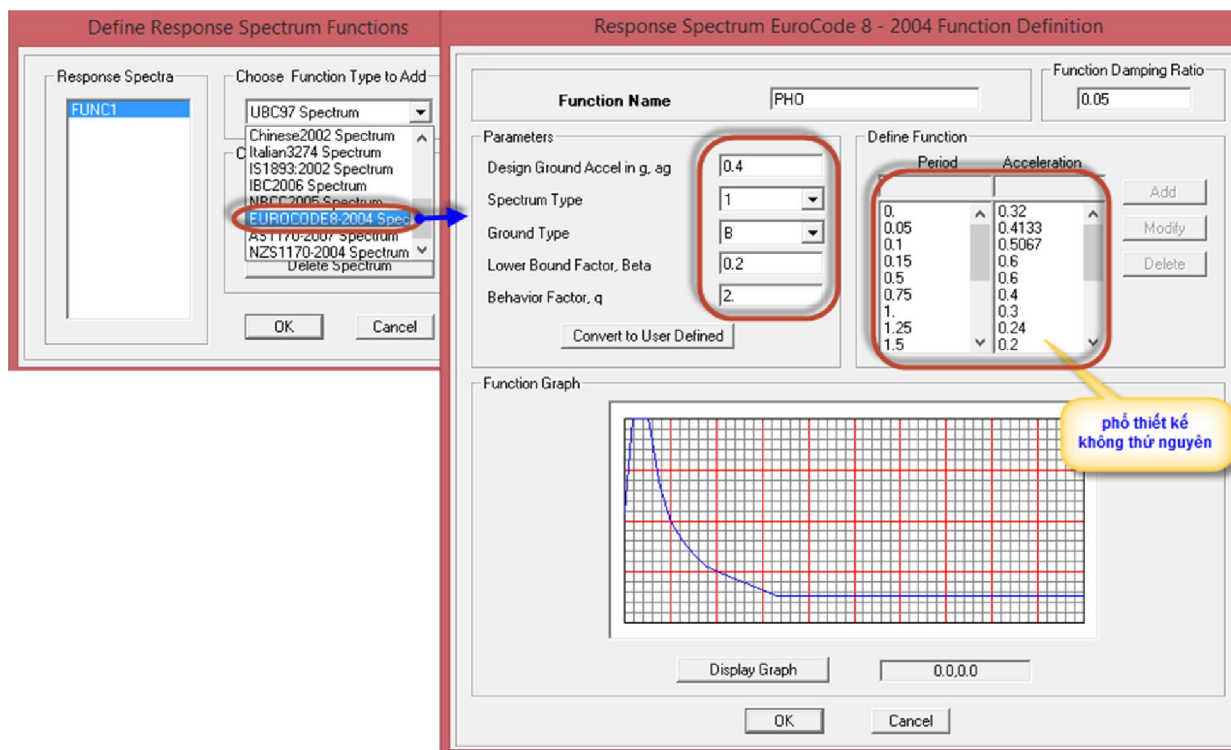 Define Response Spectrum Functions
Response Spectra
FUNC1
Choose Function Type to Add
UBC97 Spectrum
Chinese2002 Spectrum
Italian3274 Spectrum
IS1893:2002 Spectrum
IBC2006 Spectrum
NBCC2005 Spectrum
EUROCODE8-2004 Spec
AS1170-2007 Spectrum
NZS1170-2004 Spectrum
Delete Spectrum
OK Cancel
Response Spectrum EuroCode 8 - 2004 Function Definition
Function Name PHO
Function Damping Ratio
0.05
Parameters
Design Ground Accel in g, ag 0.4
Spectrum Type 1
Ground Type B
Lower Bound Factor, Beta 0.2
Behavior Factor, q 2.
Convert to User Defined
Define Function
Period Acceleration
0. 0.32
0.05 0.4133
0.1 0.5067
0.15 0.6
0.5 0.6
0.75 0.4
1. 0.3
1.25 0.24
1.5 0.2
Add
Modify
Delete
phổ thiết kế
không thứ nguyên
Function Graph
Display Graph 0.0,0.0
OK Cancel